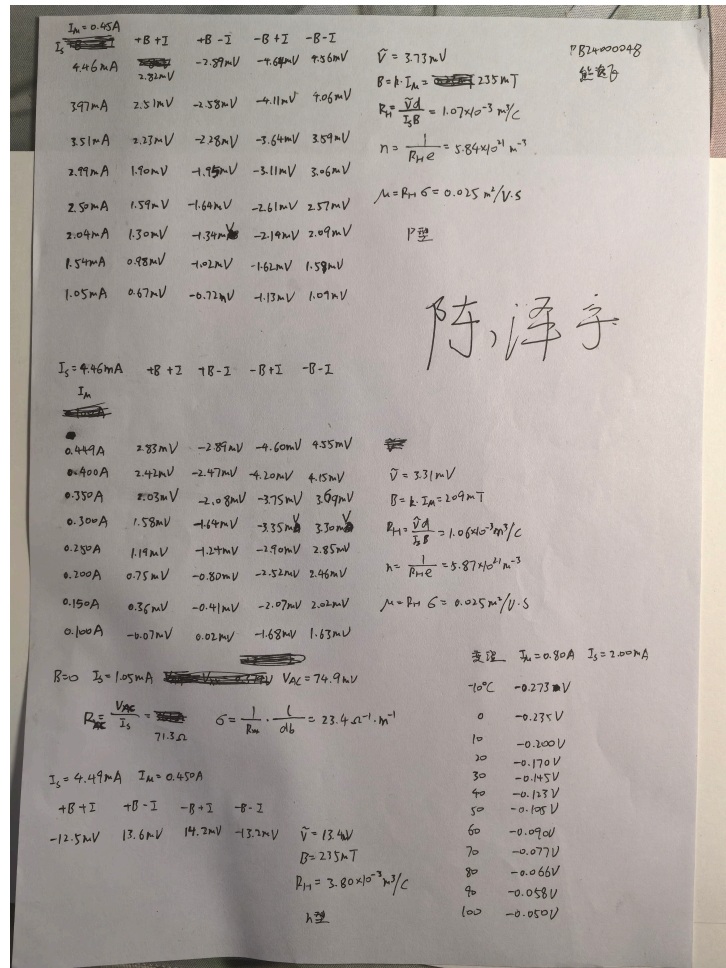 I_M = 0.45A
I_S +B+I +B-I -B+I -B-I
4.46mA 2.82mV -2.89mV -4.64mV 4.56mV
3.97mA 2.51mV -2.58mV -4.11mV 4.06mV
3.51mA 2.23mV -2.28mV -3.64mV 3.59mV
2.99mA 1.90mV -1.95mV -3.11mV 3.06mV
2.50mA 1.59mV -1.64mV -2.61mV 2.57mV
2.04mA 1.30mV -1.34mV -2.14mV 2.09mV
1.54mA 0.98mV -1.02mV -1.62mV 1.58mV
1.05mA 0.67mV -0.72mV -1.13mV 1.09mV
Ṽ = 3.73mV
B = k·I_M = 235mT
R_H = Ṽd/I_SB = 1.07×10⁻³ m³/C
n = 1/R_He = 5.84×10²¹ m⁻³
μ = R_H σ = 0.025 m²/V·S
P型
PB24000048
陈泽宇
I_S = 4.46mA +B+I +B-I -B+I -B-I
I_M
0.449A 2.83mV -2.89mV -4.60mV 4.55mV
0.400A 2.42mV -2.47mV -4.20mV 4.15mV
0.350A 2.03mV -2.08mV -3.75mV 3.69mV
0.300A 1.58mV -1.64mV -3.35mV 3.30mV
0.250A 1.19mV -1.24mV -2.90mV 2.85mV
0.200A 0.75mV -0.80mV -2.52mV 2.46mV
0.150A 0.36mV -0.41mV -2.07mV 2.02mV
0.100A -0.07mV 0.02mV -1.68mV 1.63mV
Ṽ = 3.31mV
B = k·I_M = 209mT
R_H = Ṽd/I_SB = 1.06×10⁻³ m³/C
n = 1/R_He = 5.87×10²¹ m⁻³
μ = R_H σ = 0.025 m²/V·S
B=0 I_S = 1.05mA V_AC = 74.9mV
R_AC = V_AC/I_S = 71.3Ω σ = 1/R_AC · l/db = 23.4 Ω⁻¹·m⁻¹
I_S = 4.49mA I_M = 0.450A
+B+I +B-I -B+I -B-I
-12.5mV 13.6mV 14.2mV -13.2mV
Ṽ = 13.4V
B = 235mT
R_H = 3.80×10⁻³ m³/C
n型
变温 I_M = 0.80A I_S = 2.00mA
-10℃ -0.273V
0 -0.235V
10 -0.200V
20 -0.170V
30 -0.145V
40 -0.123V
50 -0.105V
60 -0.090V
70 -0.077V
80 -0.066V
90 -0.058V
100 -0.050V